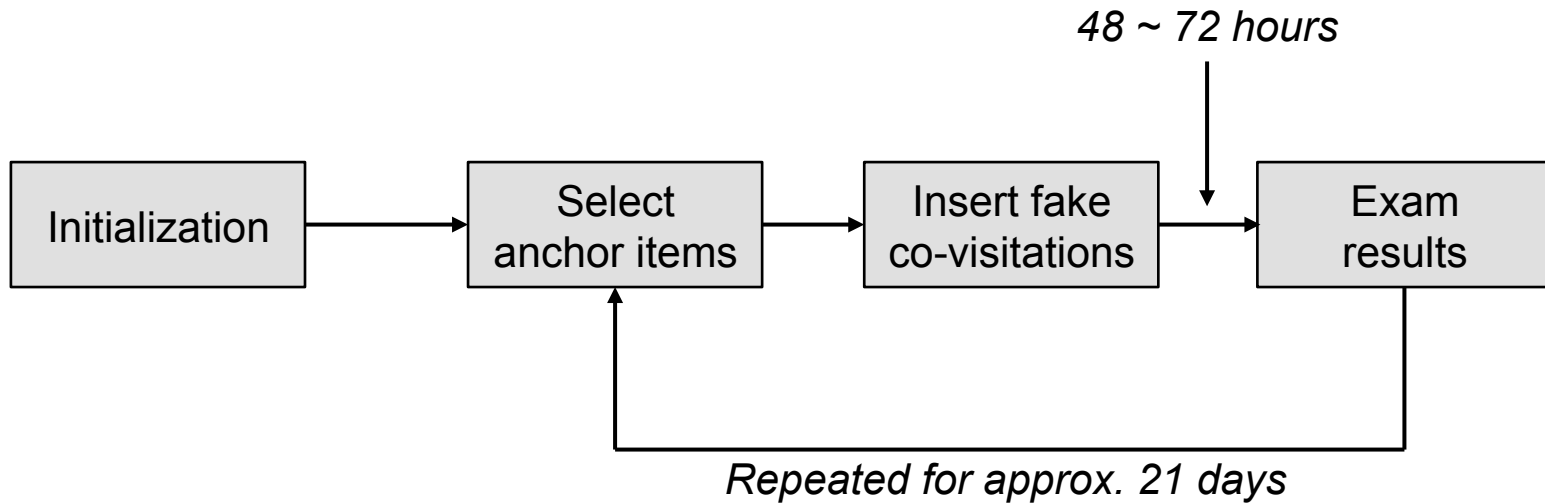 48 ~ 72 hours
Initialization
Select
anchor items
Insert fake
co-visitations
Exam
results
Repeated for approx. 21 days